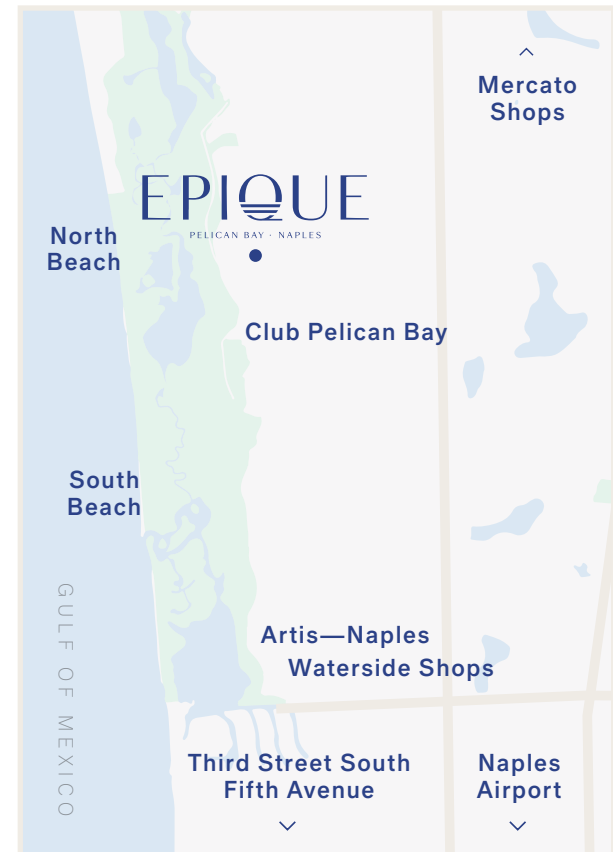 Mercato
Shops
EPIQUE
PELICAN BAY · NAPLES
North
Beach
Club Pelican Bay
South
Beach
GULF OF MEXICO
Artis—Naples
Waterside Shops
Third Street South
Fifth Avenue
Naples
Airport